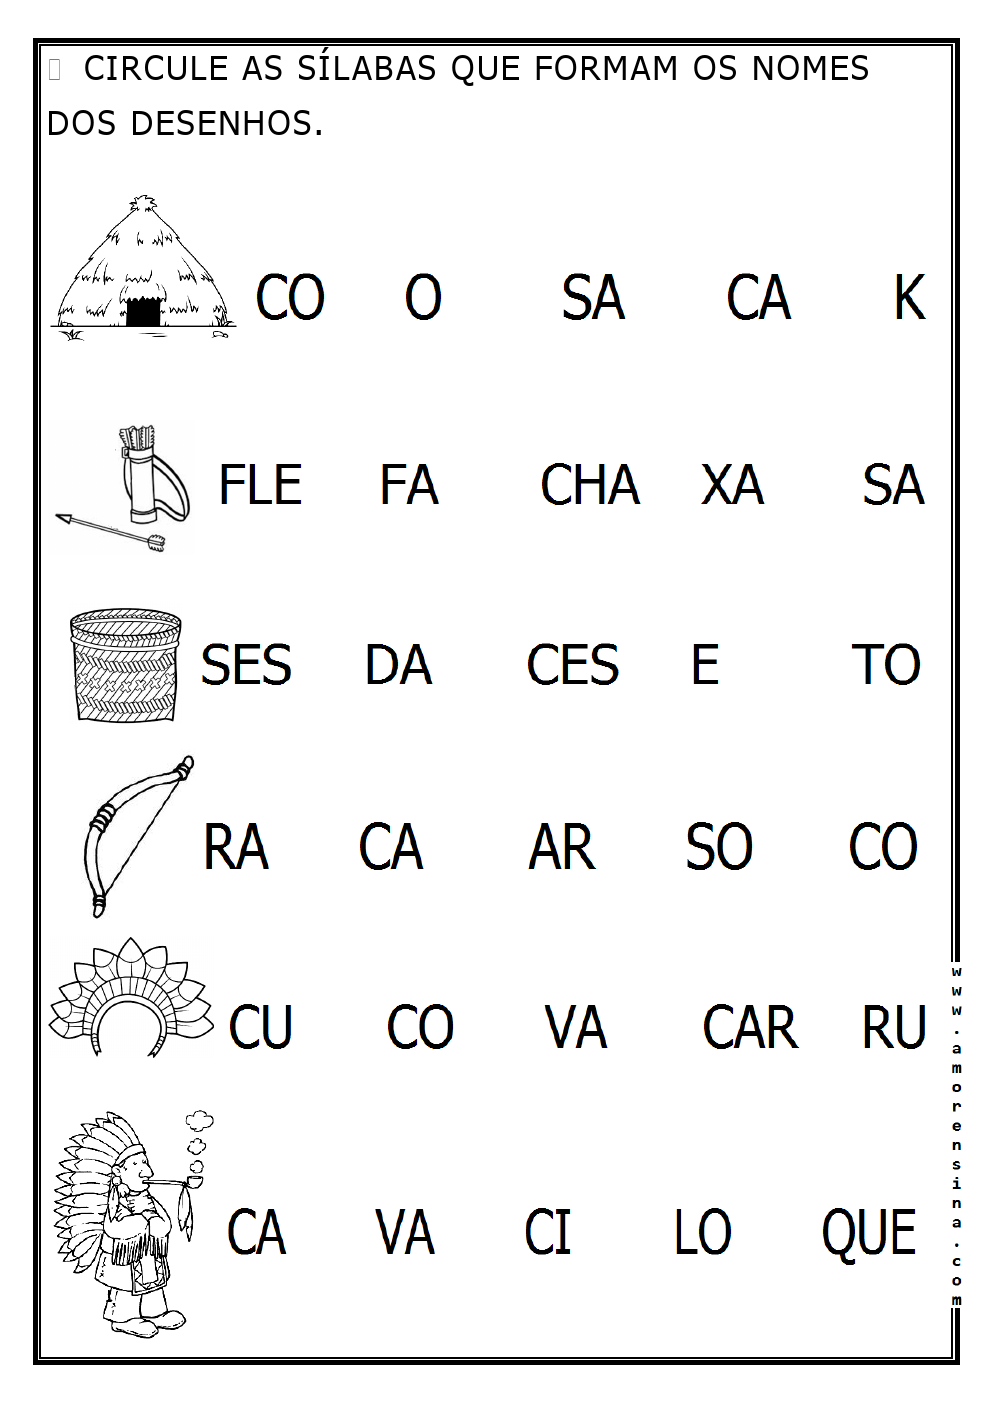 CIRCULE AS SÍLABAS QUE FORMAM OS NOMES
DOS DESENHOS.
CO O SA CA K
FLE FA CHA XA SA
SES DA CES E TO
RA CA AR SO CO
CU CO VA CAR RU
CA VA CI LO QUE
www.amorensina.com